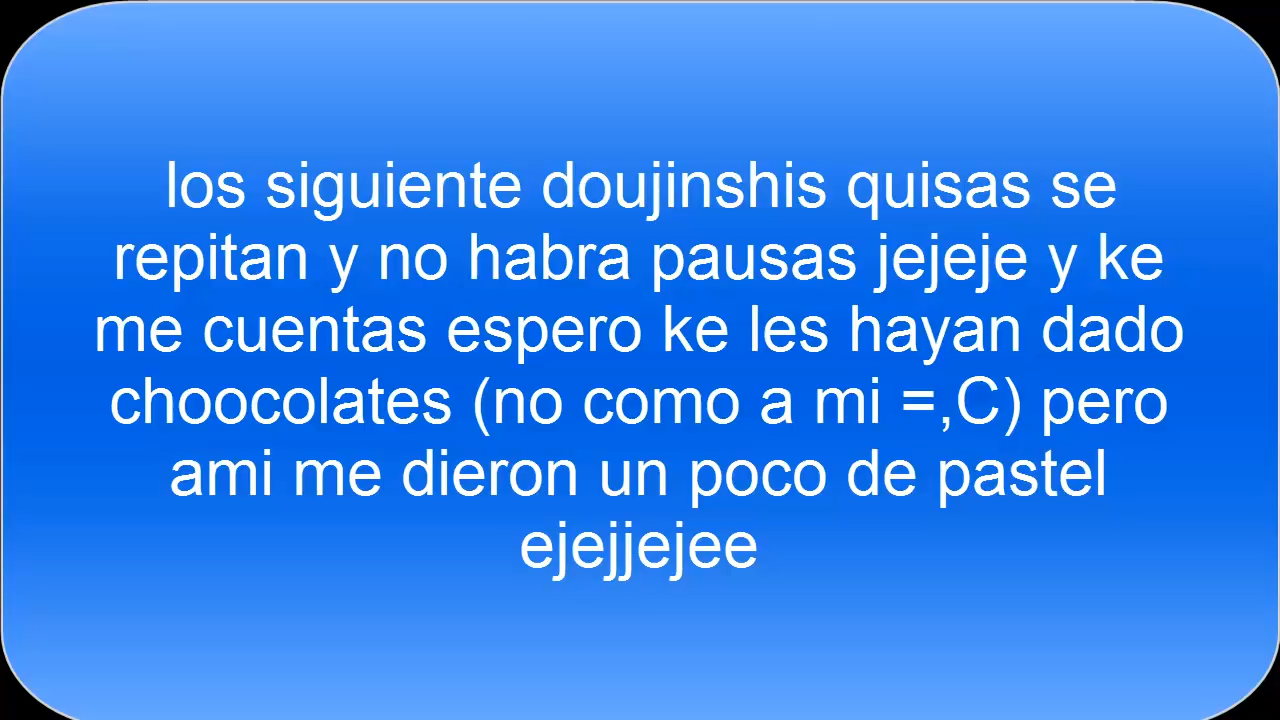 los siguiente doujinshis quisas se
repitan y no habra pausas jejeje y ke
me cuentas espero ke les hayan dado
choocolates (no como a mi =,C) pero
ami me dieron un poco de pastel
ejejjejee